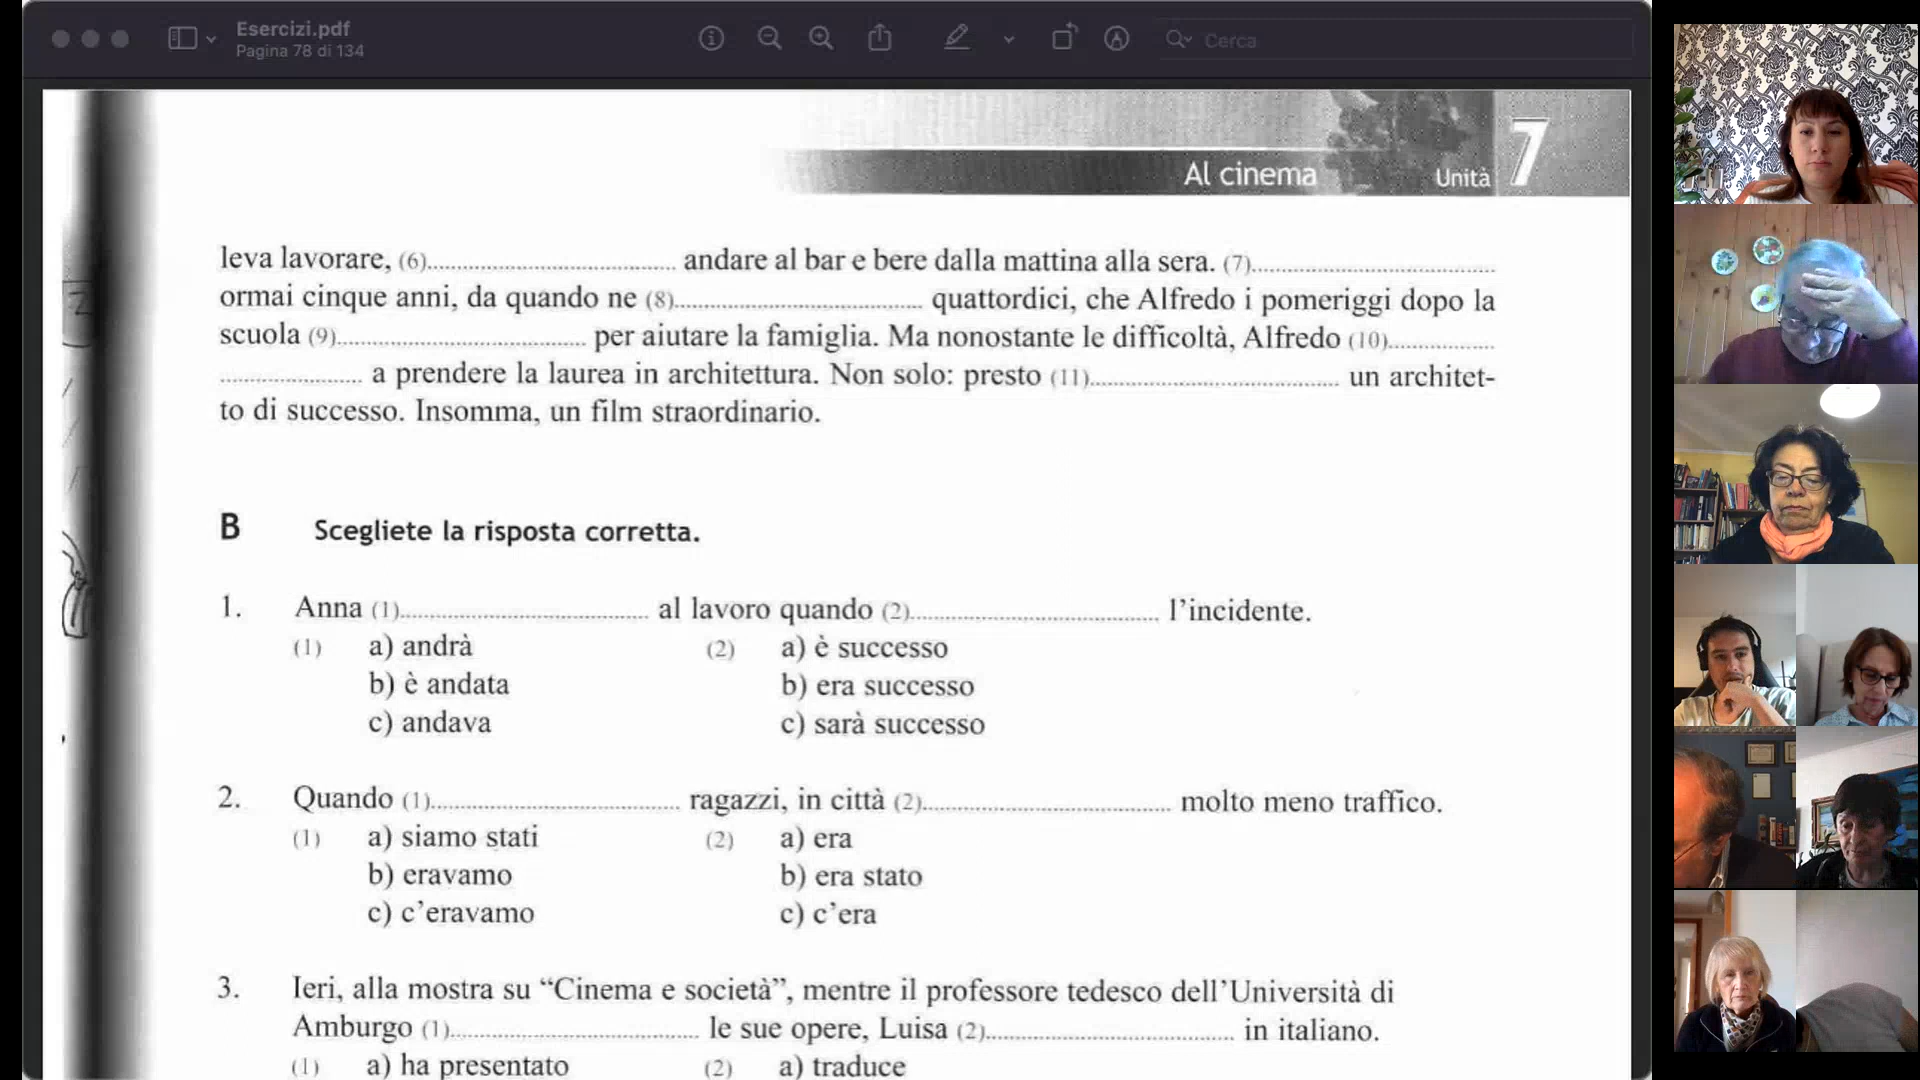 Esercizi.pdf
Pagina 78 di 134
Cerca
Al cinema Unità 7
leva lavorare, (6)........................................ andare al bar e bere dalla mattina alla sera. (7)........................................
ormai cinque anni, da quando ne (8)........................................ quattordici, che Alfredo i pomeriggi dopo la
scuola (9)........................................ per aiutare la famiglia. Ma nonostante le difficoltà, Alfredo (10)..................
........................ a prendere la laurea in architettura. Non solo: presto (11)........................................ un architet-
to di successo. Insomma, un film straordinario.
B Scegliete la risposta corretta.
1. Anna (1)........................................ al lavoro quando (2)........................................ l'incidente.
(1) a) andrà (2) a) è successo
b) è andata b) era successo
c) andava c) sarà successo
2. Quando (1)........................................ ragazzi, in città (2)........................................ molto meno traffico.
(1) a) siamo stati (2) a) era
b) eravamo b) era stato
c) c'eravamo c) c'era
3. Ieri, alla mostra su “Cinema e società”, mentre il professore tedesco dell'Università di
Amburgo (1)........................................ le sue opere, Luisa (2)........................................ in italiano.
(1) a) ha presentato (2) a) traduce